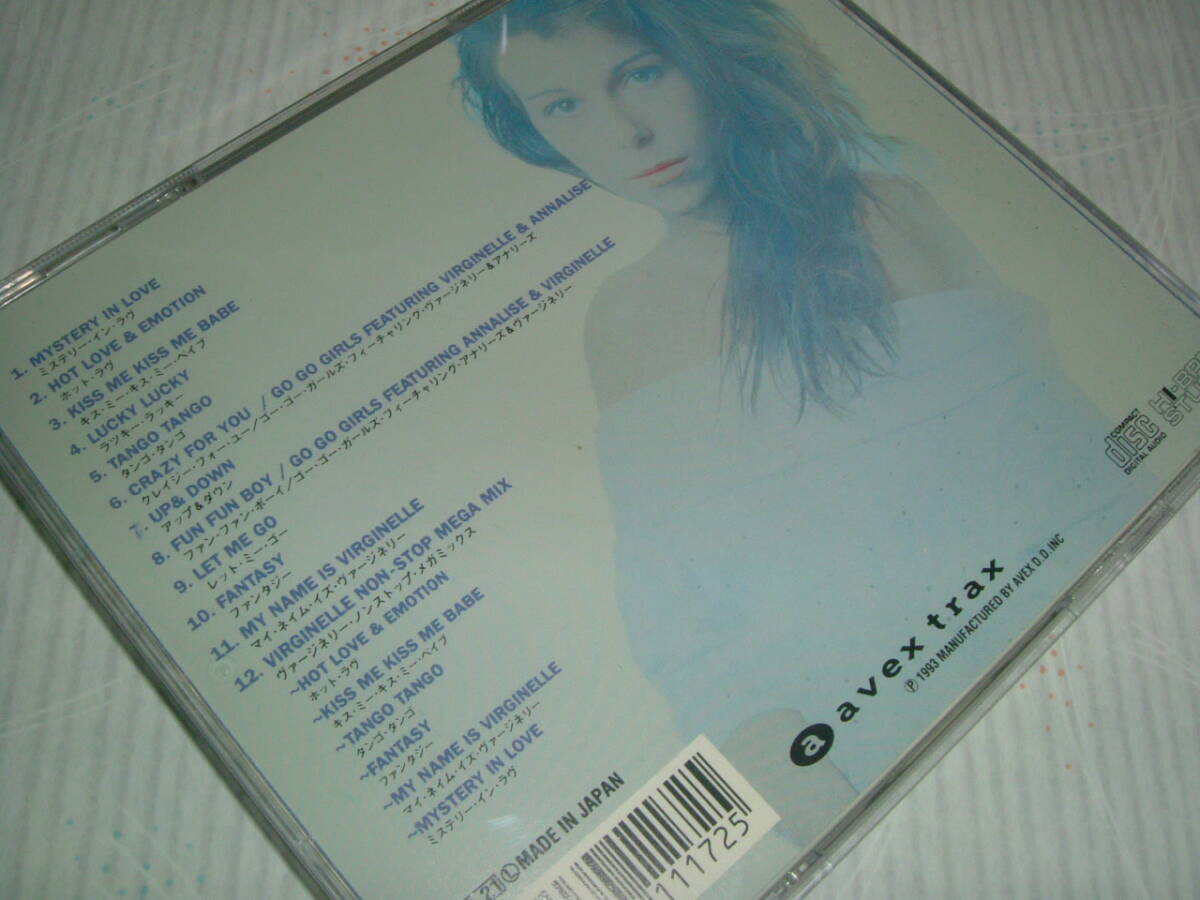 1. MYSTERY IN LOVE
ミステリー・イン・ラヴ
2. HOT LOVE & EMOTION
ホット・ラヴ
3. KISS ME KISS ME BABE
キス・ミー・キス・ミー・ベイブ
4. LUCKY LUCKY
ラッキー・ラッキー
5. TANGO TANGO
タンゴ・タンゴ
6. CRAZY FOR YOU / GO GO GIRLS FEATURING VIRGINELLE & ANNALISE
クレイジー・フォー・ユー/ゴー・ゴー・ガールズ・フィーチャリング・ヴァージネリー&アナリーズ
7. UP& DOWN
アップ&ダウン
8. FUN FUN BOY / GO GO GIRLS FEATURING ANNALISE & VIRGINELLE
ファン・ファン・ボーイ/ゴー・ゴー・ガールズ・フィーチャリング・アナリーズ&ヴァージネリー
9. LET ME GO
レット・ミー・ゴー
10. FANTASY
ファンタジー
11. MY NAME IS VIRGINELLE
マイ・ネイム・イズ・ヴァージネリー
12. VIRGINELLE NON-STOP MEGA MIX
ヴァージネリー・ノンストップ・メガミックス
~HOT LOVE & EMOTION
ホット・ラヴ
~KISS ME KISS ME BABE
キス・ミー・キス・ミー・ベイブ
~TANGO TANGO
タンゴ・タンゴ
~FANTASY
ファンタジー
~MY NAME IS VIRGINELLE
マイ・ネイム・イズ・ヴァージネリー
~MYSTERY IN LOVE
ミステリー・イン・ラヴ
COMPACT
disc
DIGITAL AUDIO
a avex trax
Ⓟ 1993 MANUFACTURED BY AVEX D.D.INC
21 Ⓛ MADE IN JAPAN
111725